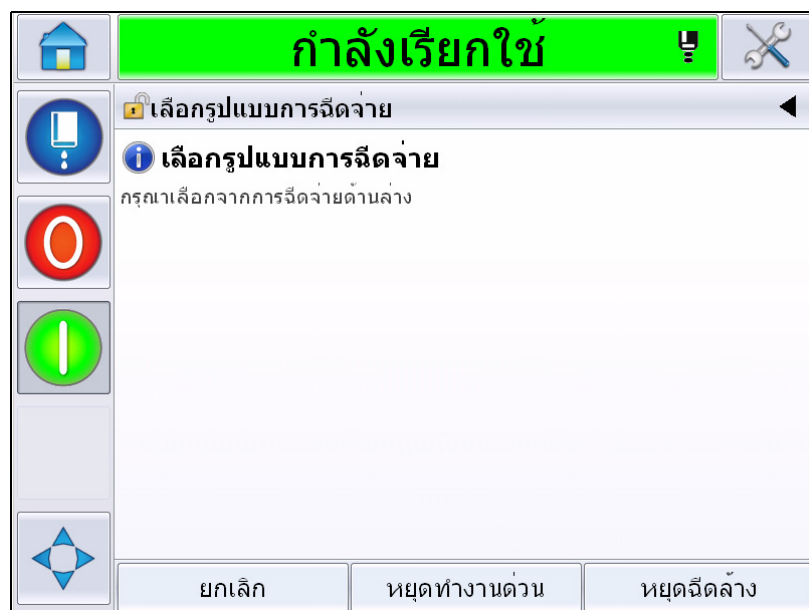 กำลังเรียกใช้
เลือกรูปแบบการฉีดจ่าย
เลือกรูปแบบการฉีดจ่าย
กรุณาเลือกจากการฉีดจ่ายด้านล่าง
ยกเลิก
หยุดทำงานด่วน
หยุดฉีดล้าง